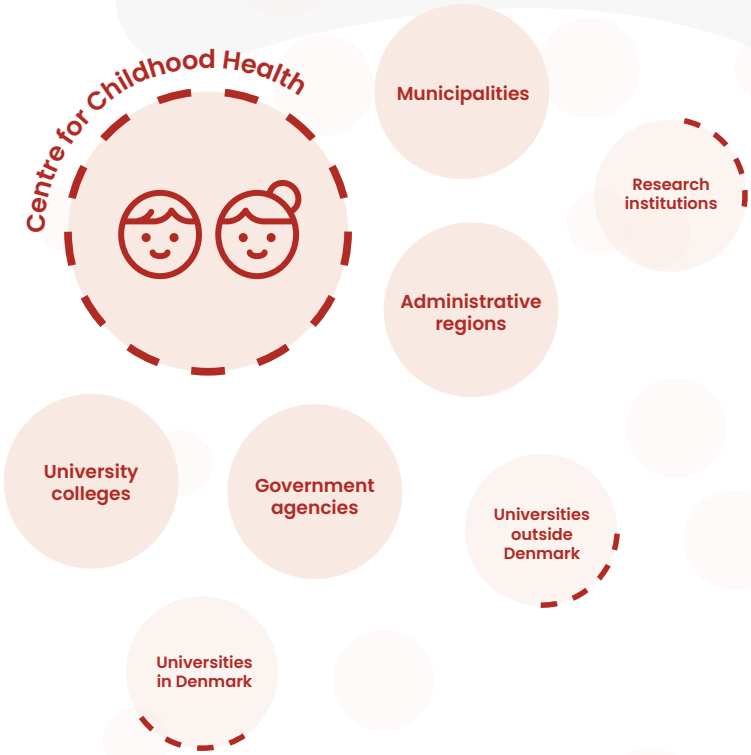 Centre for Childhood Health
Municipalities
Research
institutions
Administrative
regions
University
colleges
Government
agencies
Universities
outside
Denmark
Universities
in Denmark